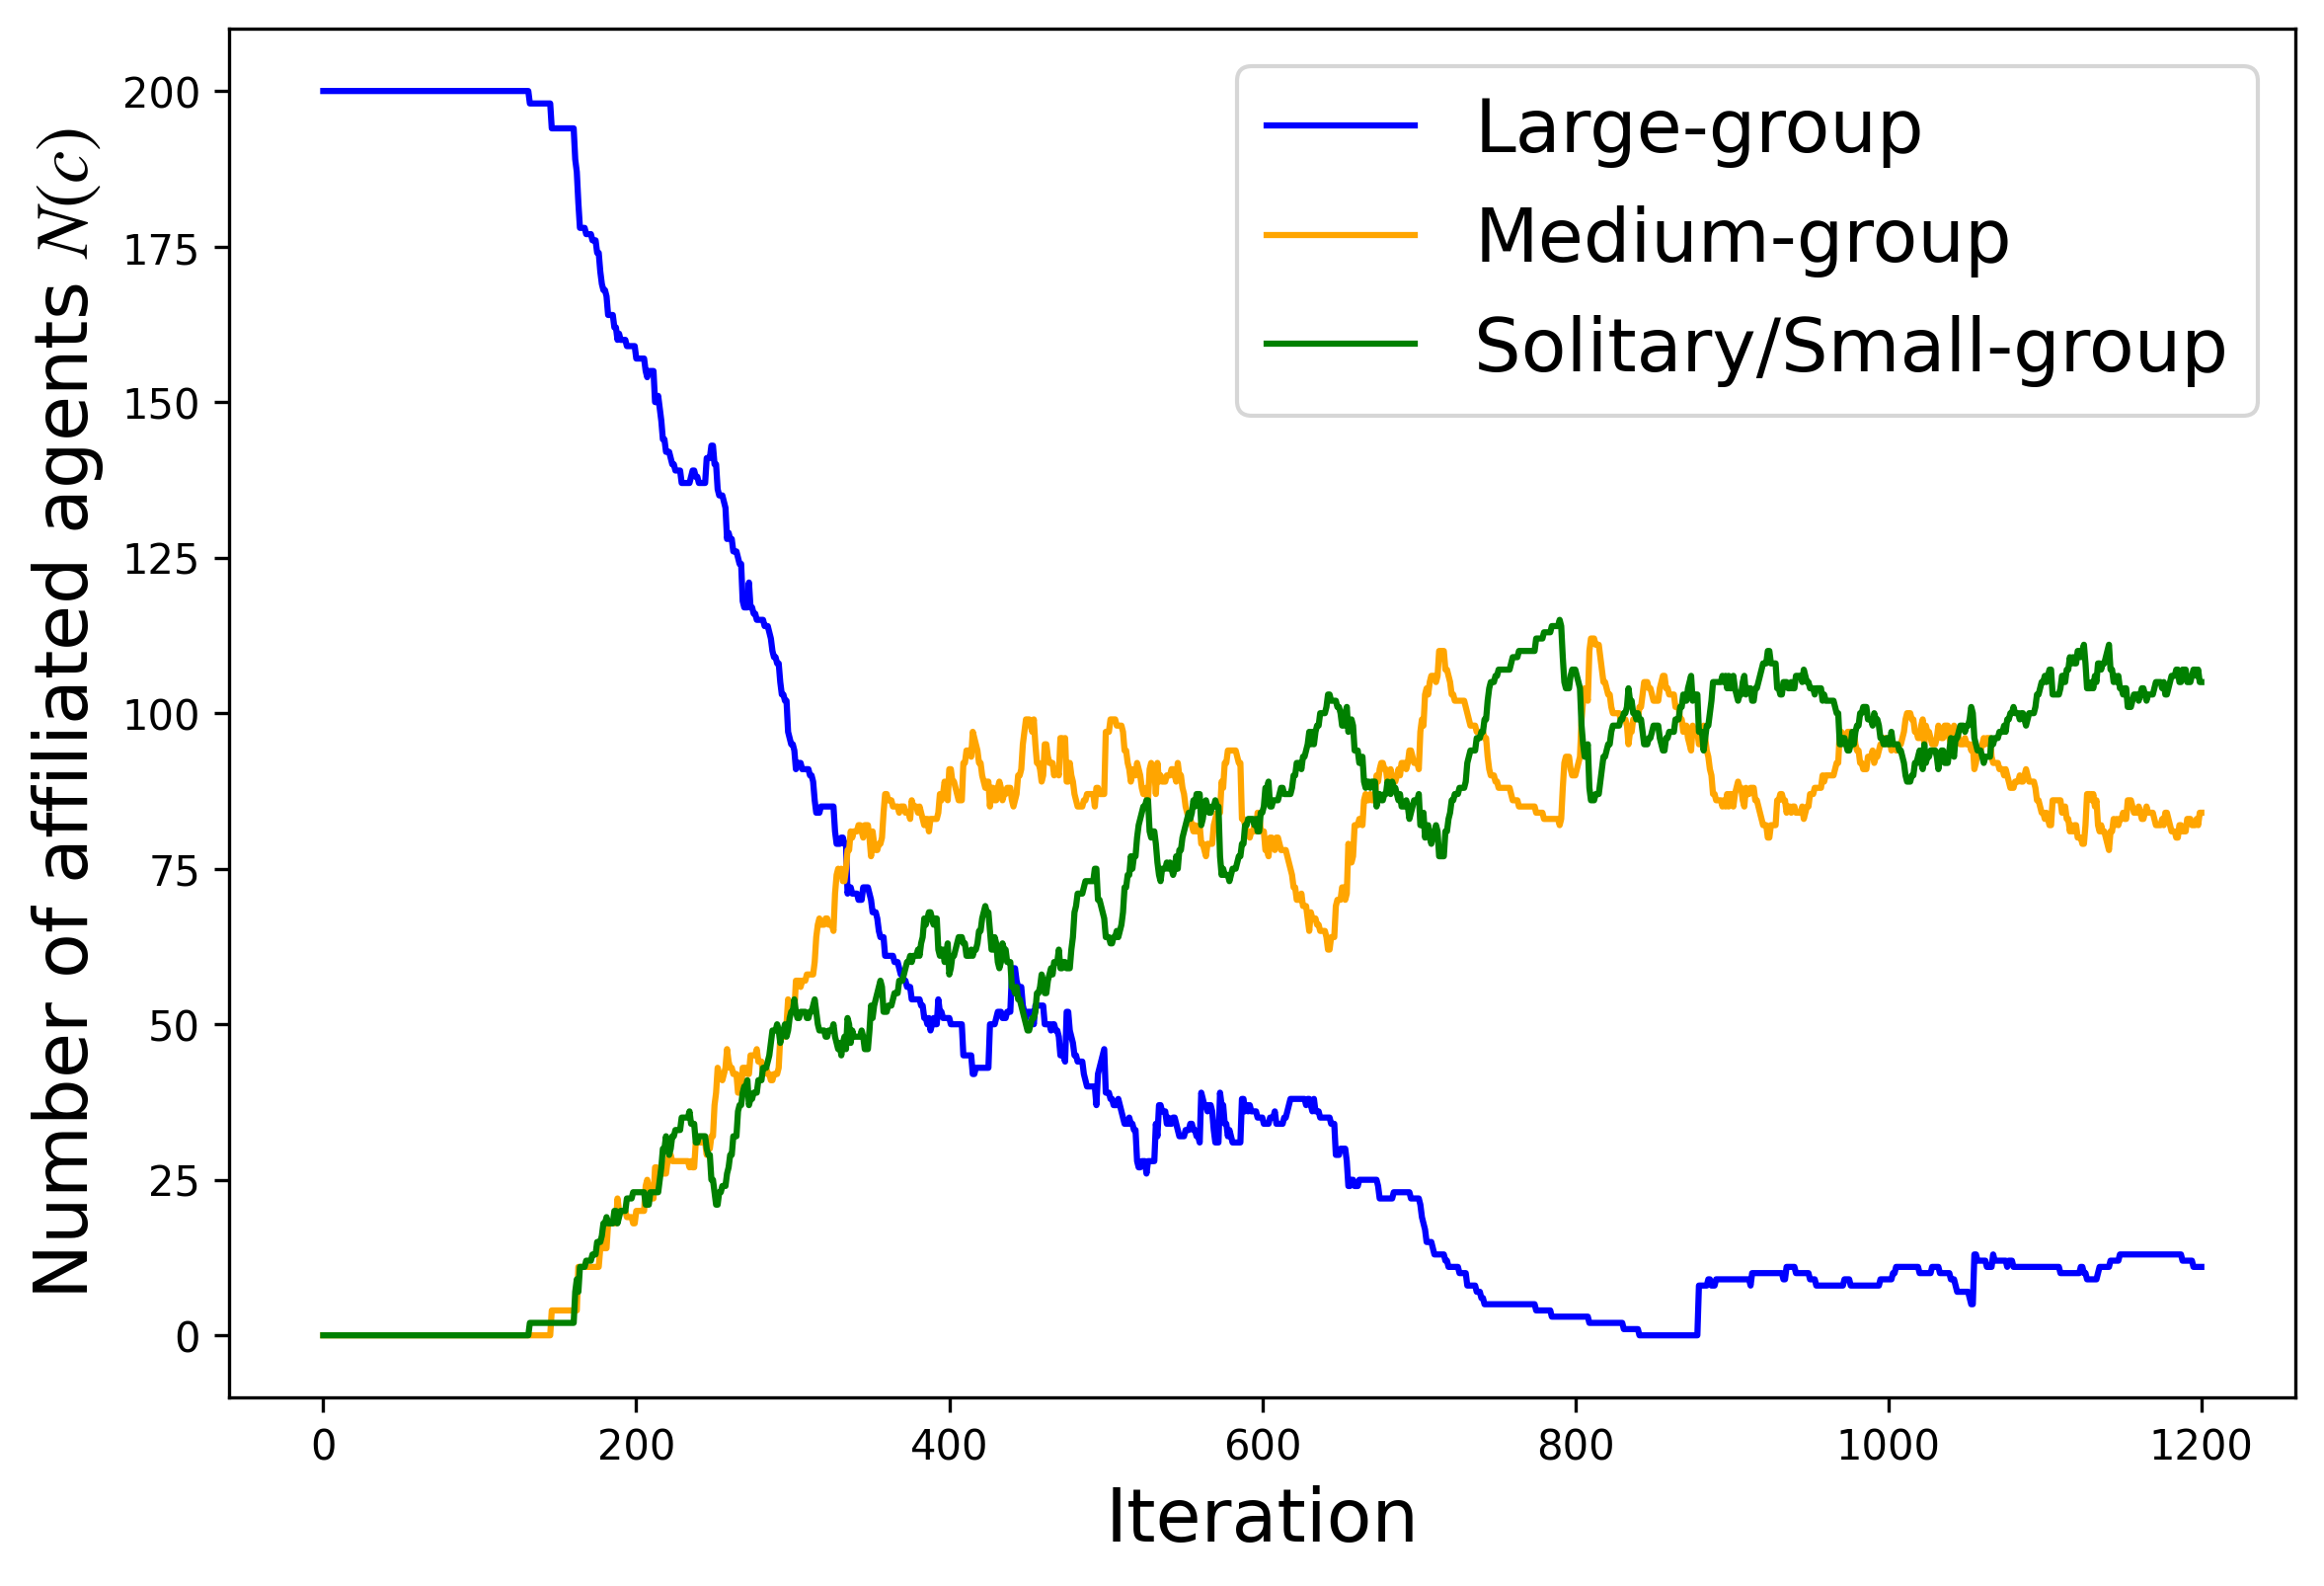 Number of affiliated agents N(c)
200
175
150
125
100
75
50
25
0
Large-group
Medium-group
Solitary/Small-group
0 200 400 600 800 1000 1200
Iteration